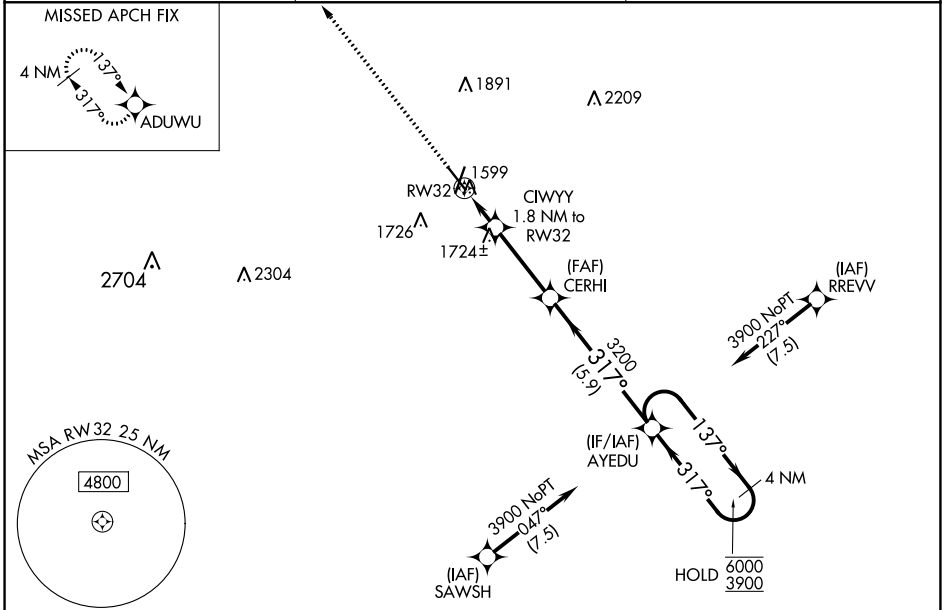 MISSED APCH FIX
4 NM
137°
317°
ADUWU
1891
2209
1599
RW32
CIWYY
1.8 NM to
RW32
1726
1724±
2704
2304
(FAF)
CERHI
(IAF)
RREVV
3900 NoPT
227°
(7.5)
3200
317°
(5.9)
(IF/IAF)
AYEDU
137°
317°
4 NM
MSA RW32 25 NM
4800
3900 NoPT
047°
(7.5)
(IAF)
SAWSH
HOLD
6000
3900